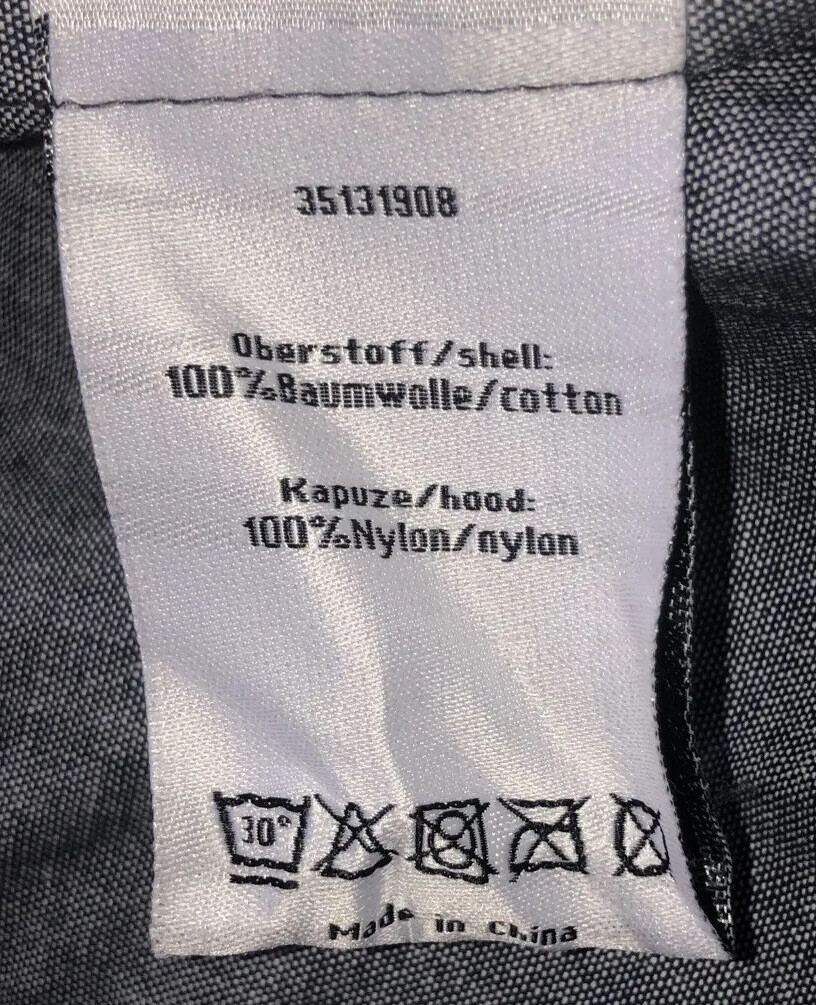 35131908
Oberstoff/shell:
100%Baumwolle/cotton
Kapuze/hood:
100%Nylon/nylon
30°
Made in China